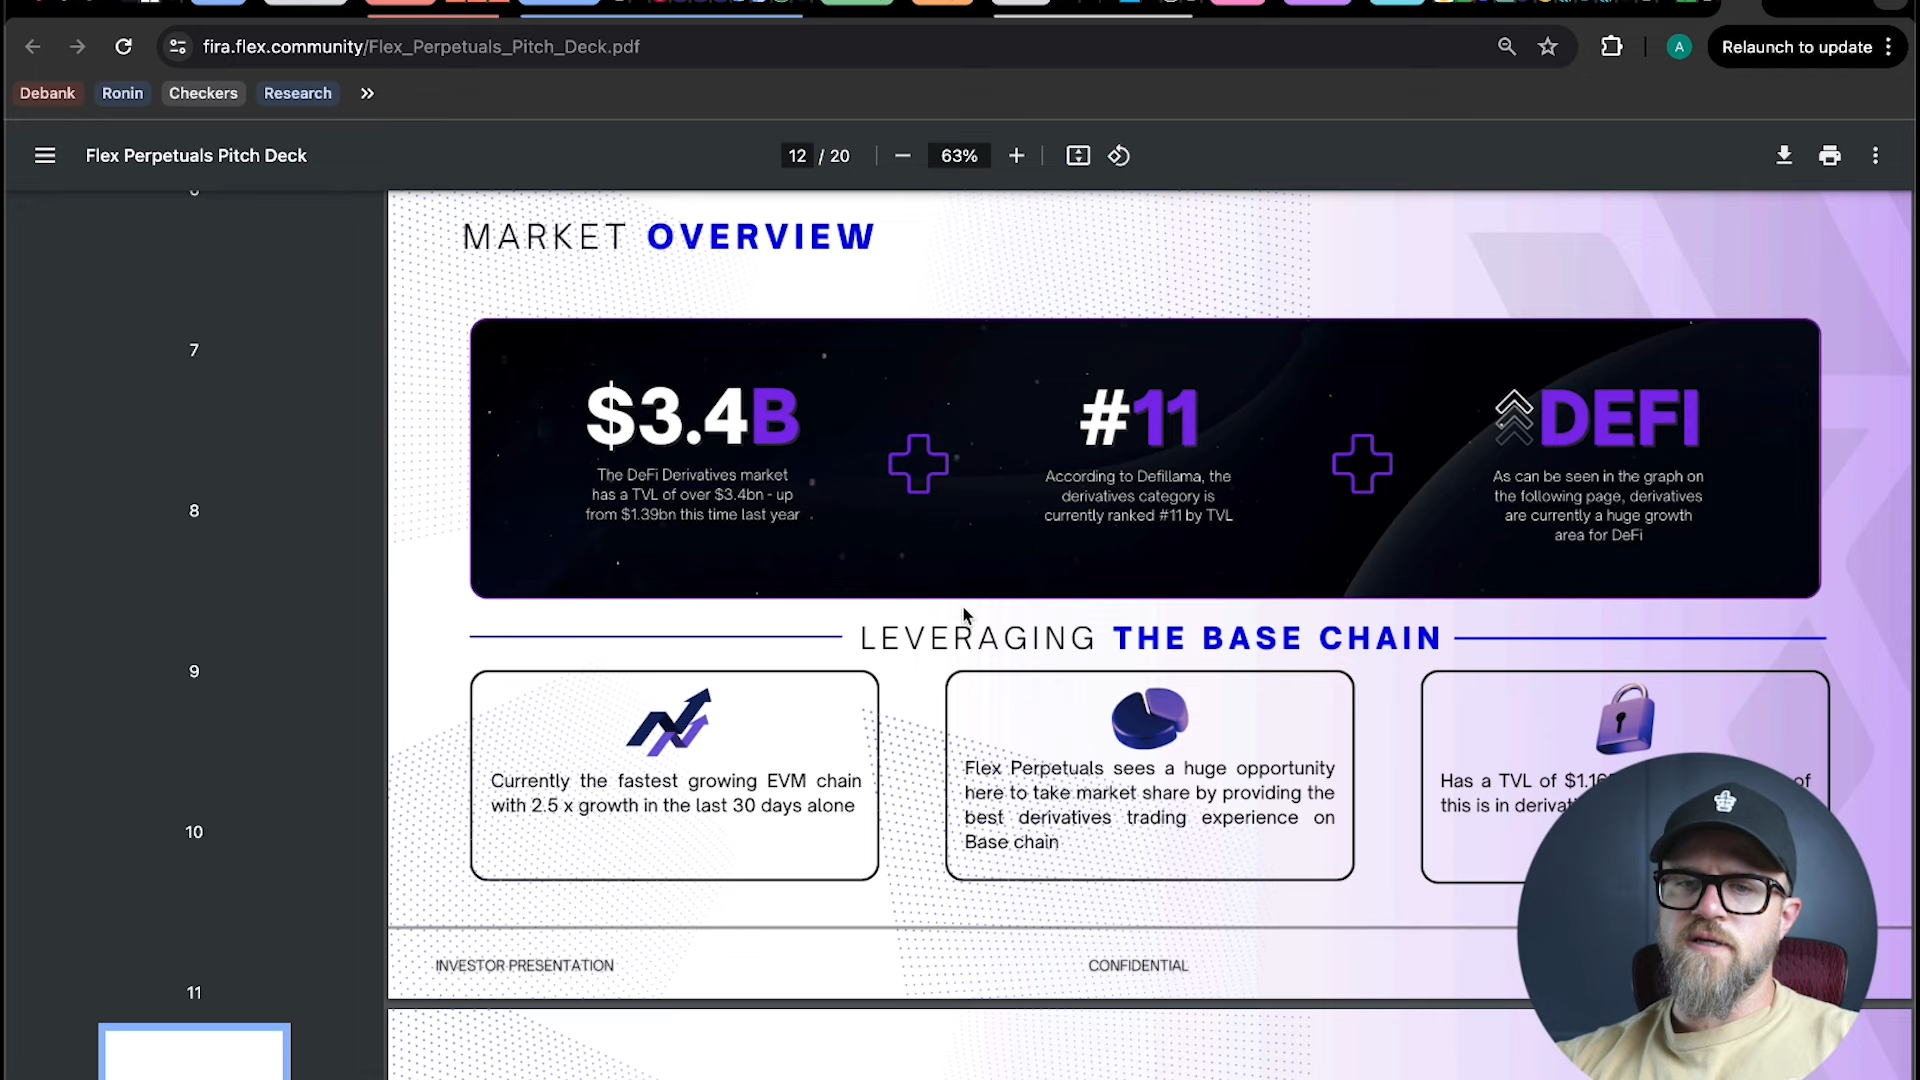 fira.flex.community/Flex_Perpetuals_Pitch_Deck.pdf
A
Relaunch to update
Debank
Ronin
Checkers
Research
Flex Perpetuals Pitch Deck
12 / 20
63%
7
8
9
10
11
MARKET OVERVIEW
$3.4B
The DeFi Derivatives market
has a TVL of over $3.4bn - up
from $1.39bn this time last year
#11
According to Defillama, the
derivatives category is
currently ranked #11 by TVL
DEFI
As can be seen in the graph on
the following page, derivatives
are currently a huge growth
area for DeFi
LEVERAGING THE BASE CHAIN
Currently the fastest growing EVM chain
with 2.5 x growth in the last 30 days alone
Flex Perpetuals sees a huge opportunity
here to take market share by providing the
best derivatives trading experience on
Base chain
Has a TVL of of
this is in
INVESTOR PRESENTATION
CONFIDENTIAL